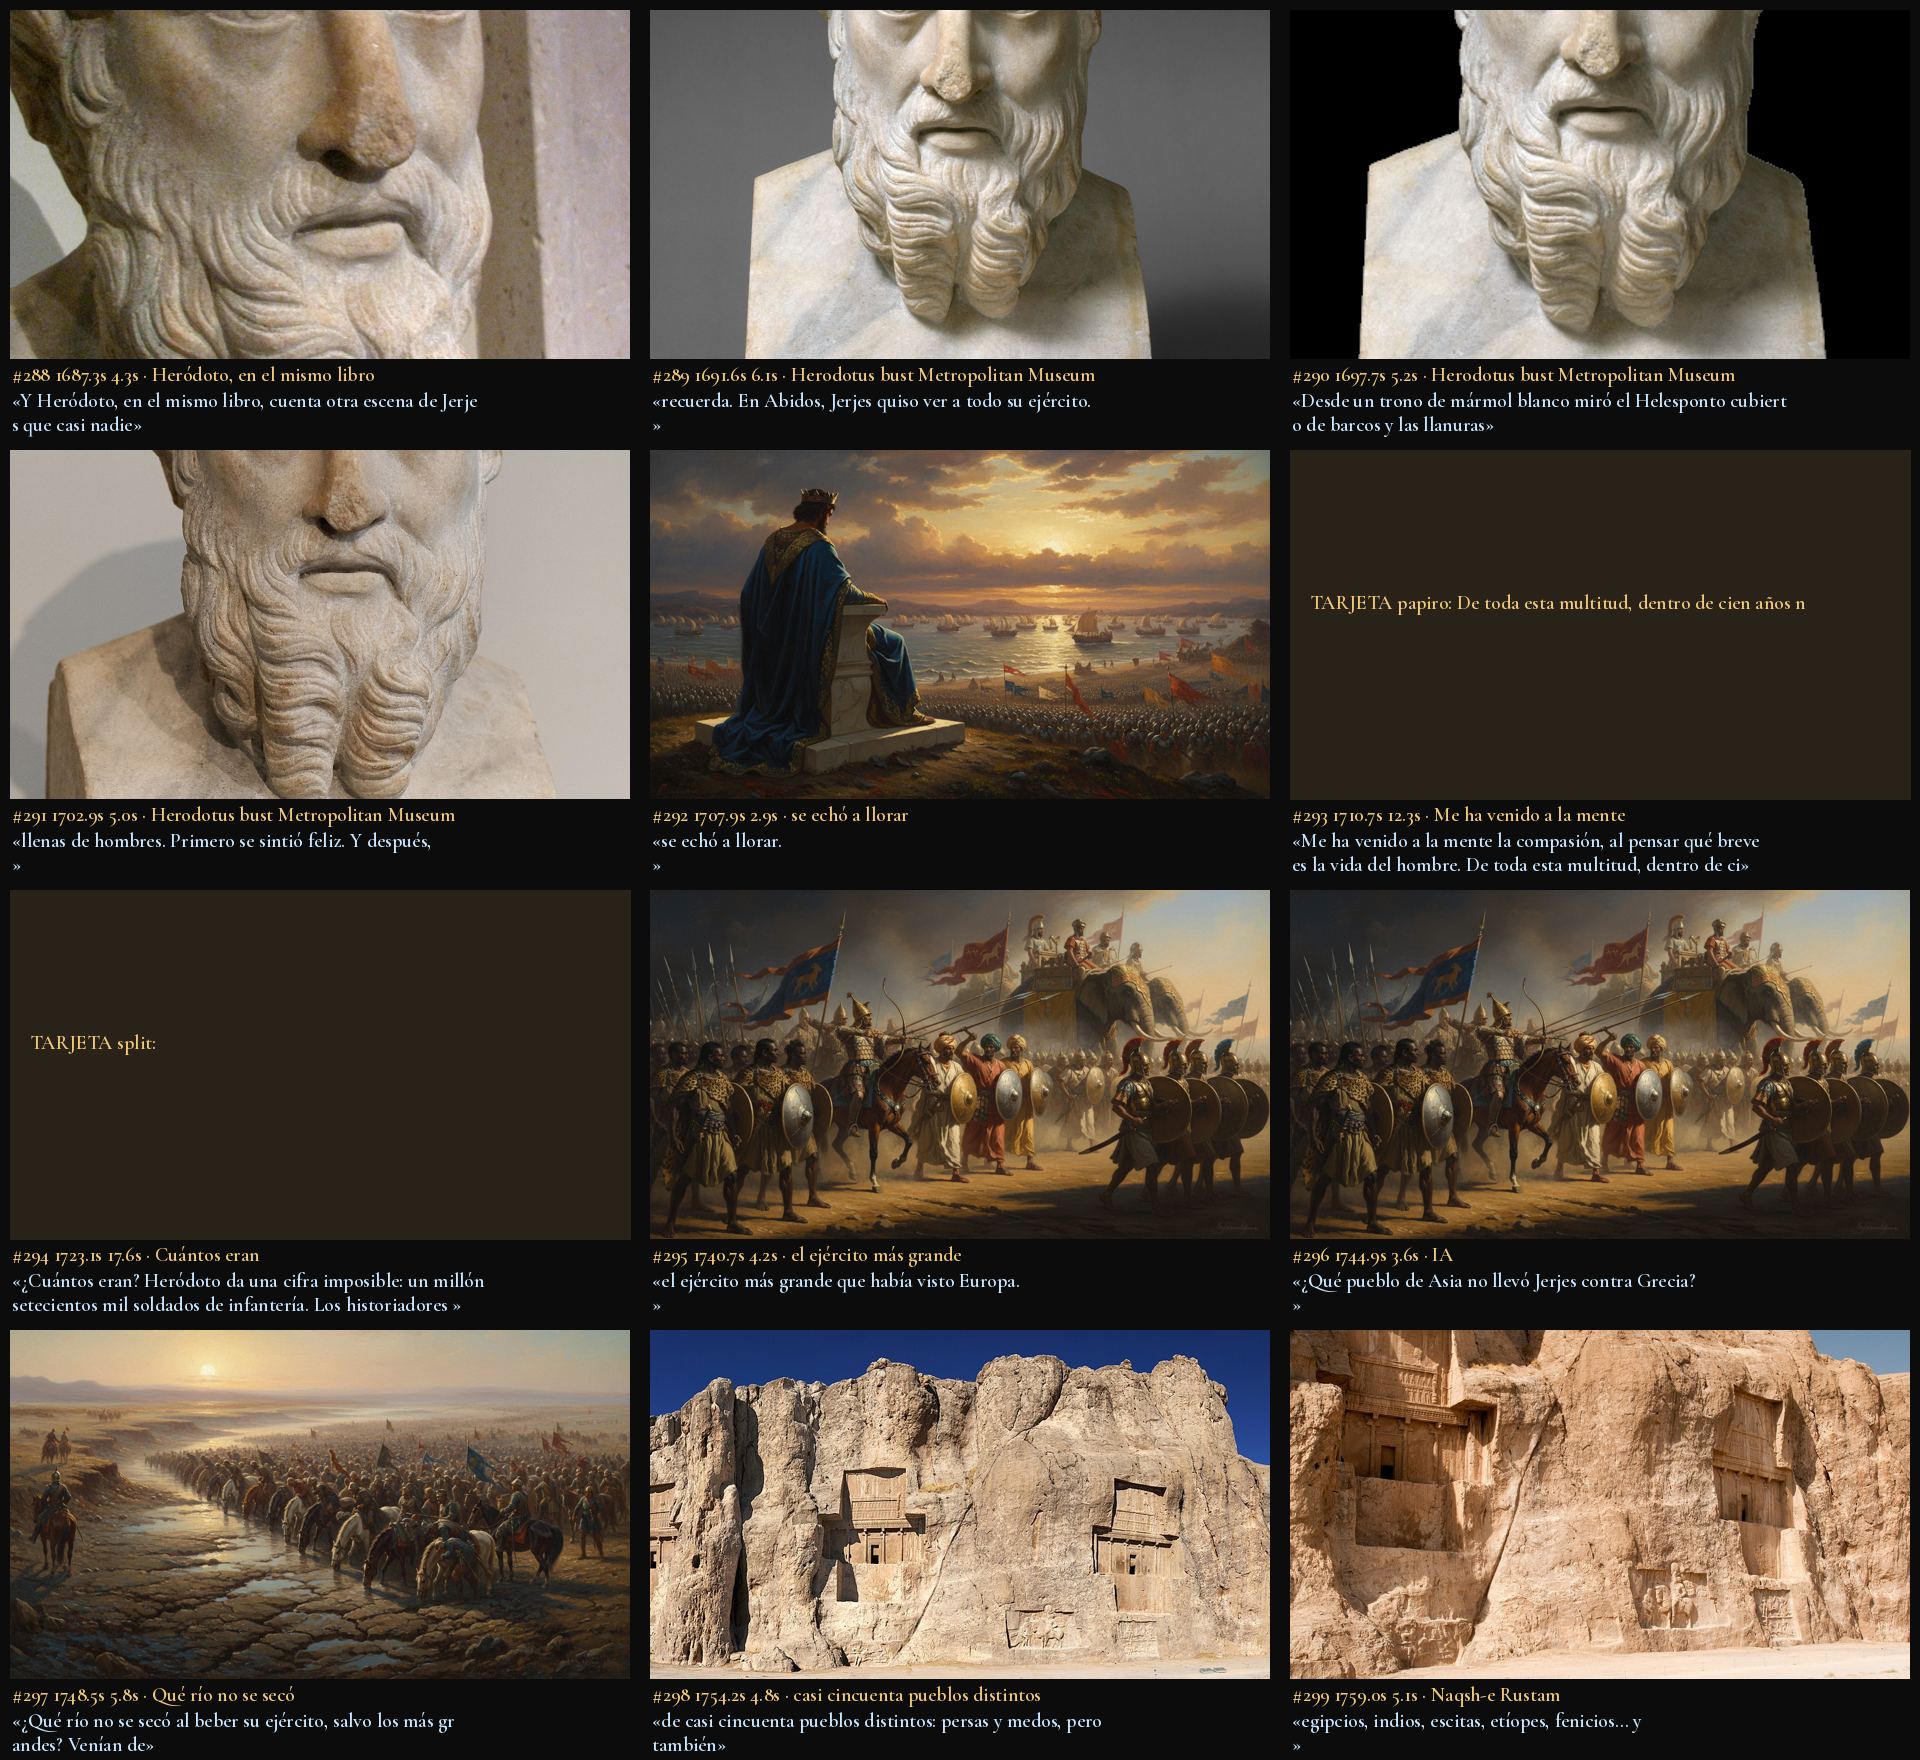 #288 1687.3s 4.3s · Heródoto, en el mismo libro
«Y Heródoto, en el mismo libro, cuenta otra escena de Jerje
s que casi nadie»
#289 1691.6s 6.1s · Herodotus bust Metropolitan Museum
«recuerda. En Abidos, Jerjes quiso ver a todo su ejército.
»
#290 1697.7s 5.2s · Herodotus bust Metropolitan Museum
«Desde un trono de mármol blanco miró el Helesponto cubiert
o de barcos y las llanuras»
#291 1702.9s 5.0s · Herodotus bust Metropolitan Museum
«llenas de hombres. Primero se sintió feliz. Y después,
»
#292 1707.9s 2.9s · se echó a llorar
«se echó a llorar.
»
TARJETA papiro: De toda esta multitud, dentro de cien años n
#293 1710.7s 12.3s · Me ha venido a la mente
«Me ha venido a la mente la compasión, al pensar qué breve
es la vida del hombre. De toda esta multitud, dentro de ci»
TARJETA split:
#294 1723.1s 17.6s · Cuántos eran
«¿Cuántos eran? Heródoto da una cifra imposible: un millón
setecientos mil soldados de infantería. Los historiadores »
#295 1740.7s 4.2s · el ejército más grande
«el ejército más grande que había visto Europa.
»
#296 1744.9s 3.6s · IA
«¿Qué pueblo de Asia no llevó Jerjes contra Grecia?
»
#297 1748.5s 5.8s · Qué río no se secó
«¿Qué río no se secó al beber su ejército, salvo los más gr
andes? Venían de»
#298 1754.2s 4.8s · casi cincuenta pueblos distintos
«de casi cincuenta pueblos distintos: persas y medos, pero
también»
#299 1759.0s 5.1s · Naqsh-e Rustam
«egipcios, indios, escitas, etíopes, fenicios... y
»